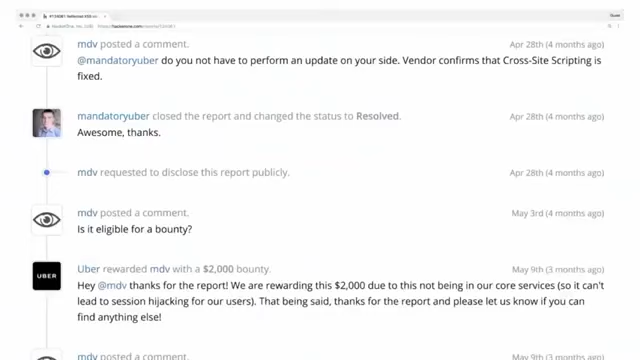 mdv posted a comment.
Apr 28th (4 months ago)
@mandatoryuber do you not have to perform an update on your side. Vendor confirms that Cross-Site Scripting is
fixed.
mandatoryuber closed the report and changed the status to Resolved.
Apr 28th (4 months ago)
Awesome, thanks.
mdv requested to disclose this report publicly.
Apr 28th (4 months ago)
mdv posted a comment.
May 3rd (4 months ago)
Is it eligible for a bounty?
UBER
Uber rewarded mdv with a $2,000 bounty.
May 9th (3 months ago)
Hey @mdv thanks for the report! We are rewarding this $2,000 due to this not being in our core services (so it can't
lead to session hijacking for our users). That being said, thanks for the report and please let us know if you can
find anything else!
mdv posted a comment.
May 9th (3 months ago)